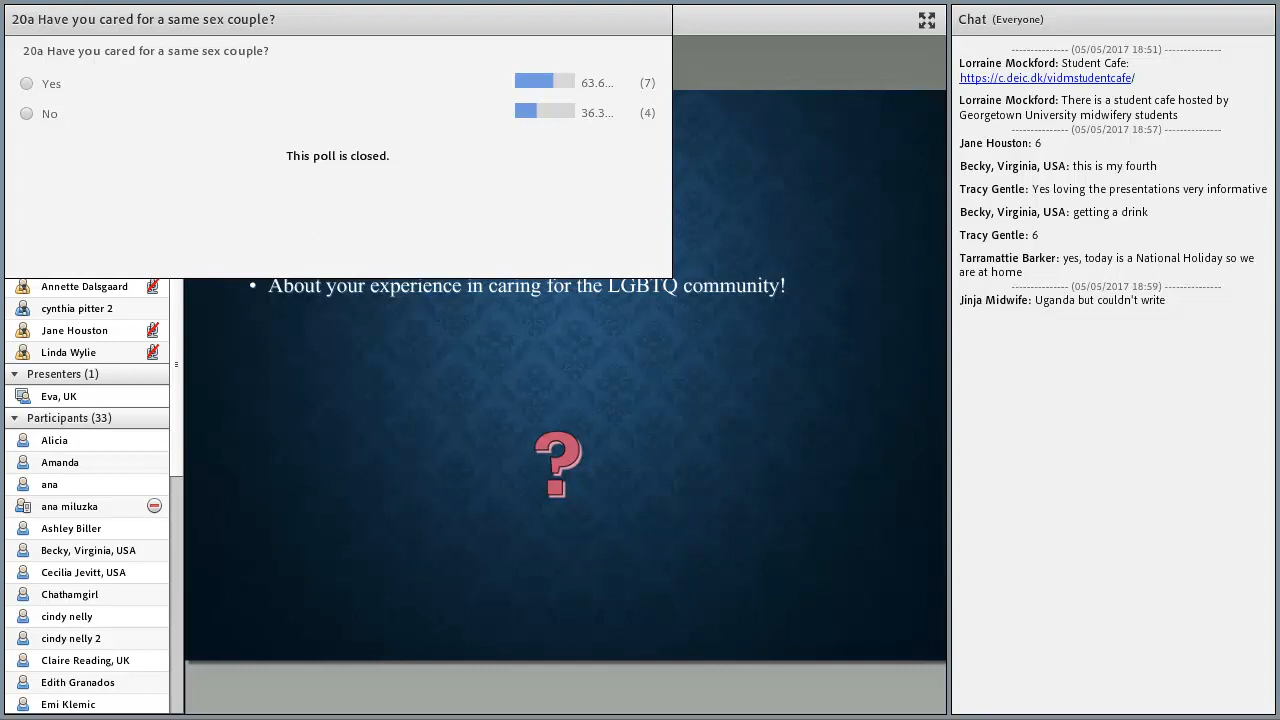 20a Have you cared for a same sex couple?
20a Have you cared for a same sex couple?
Yes 63.6... (7)
No 36.3... (4)
This poll is closed.
Annette Dalsgaard
cynthia pitter 2
Jane Houston
Linda Wylie
Presenters (1)
Eva, UK
Participants (33)
Alicia
Amanda
ana
ana miluzka
Ashley Biller
Becky, Virginia, USA
Cecilia Jevitt, USA
Chathamgirl
cindy nelly
cindy nelly 2
Claire Reading, UK
Edith Granados
Emi Klemic
• About your experience in caring for the LGBTQ community!
?
Chat (Everyone)
--------------- (05/05/2017 18:51) ---------------
Lorraine Mockford: Student Cafe:
https://c.deic.dk/vidmstudentcafe/
Lorraine Mockford: There is a student cafe hosted by
Georgetown University midwifery students
--------------- (05/05/2017 18:57) ---------------
Jane Houston: 6
Becky, Virginia, USA: this is my fourth
Tracy Gentle: Yes loving the presentations very informative
Becky, Virginia, USA: getting a drink
Tracy Gentle: 6
Tarramattie Barker: yes, today is a National Holiday so we
are at home
--------------- (05/05/2017 18:59) ---------------
Jinja Midwife: Uganda but couldn't write